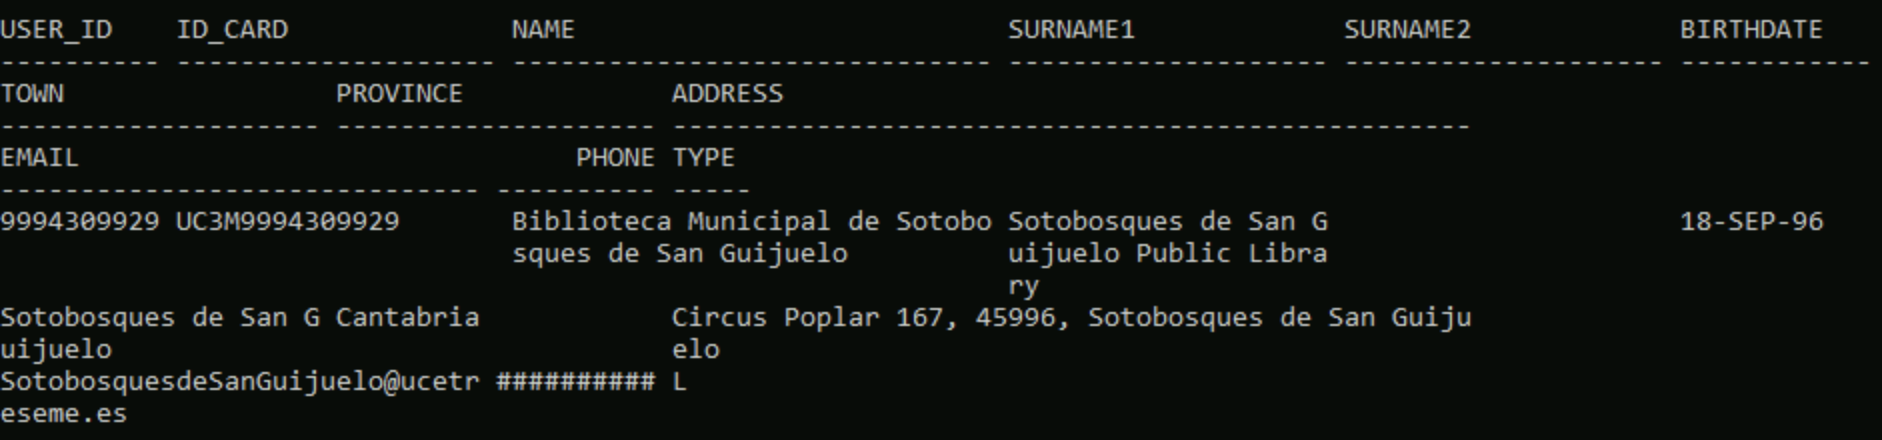 USER_ID    ID_CARD              NAME                           SURNAME1             SURNAME2             BIRTHDATE
---------- -------------------- ------------------------------ -------------------- -------------------- ------------
TOWN                 PROVINCE             ADDRESS
-------------------- -------------------- --------------------------------------------------
EMAIL                               PHONE TYPE
------------------------------ ---------- -----
9994309929 UC3M9994309929       Biblioteca Municipal de Sotobo Sotobosques de San G                      18-SEP-96
                                sques de San Guijuelo          uijuelo Public Libra
                                                               ry
Sotobosques de San G Cantabria            Circus Poplar 167, 45996, Sotobosques de San Guiju
uijuelo                                   elo
SotobosquesdeSanGuijuelo@ucetr ########## L
eseme.es